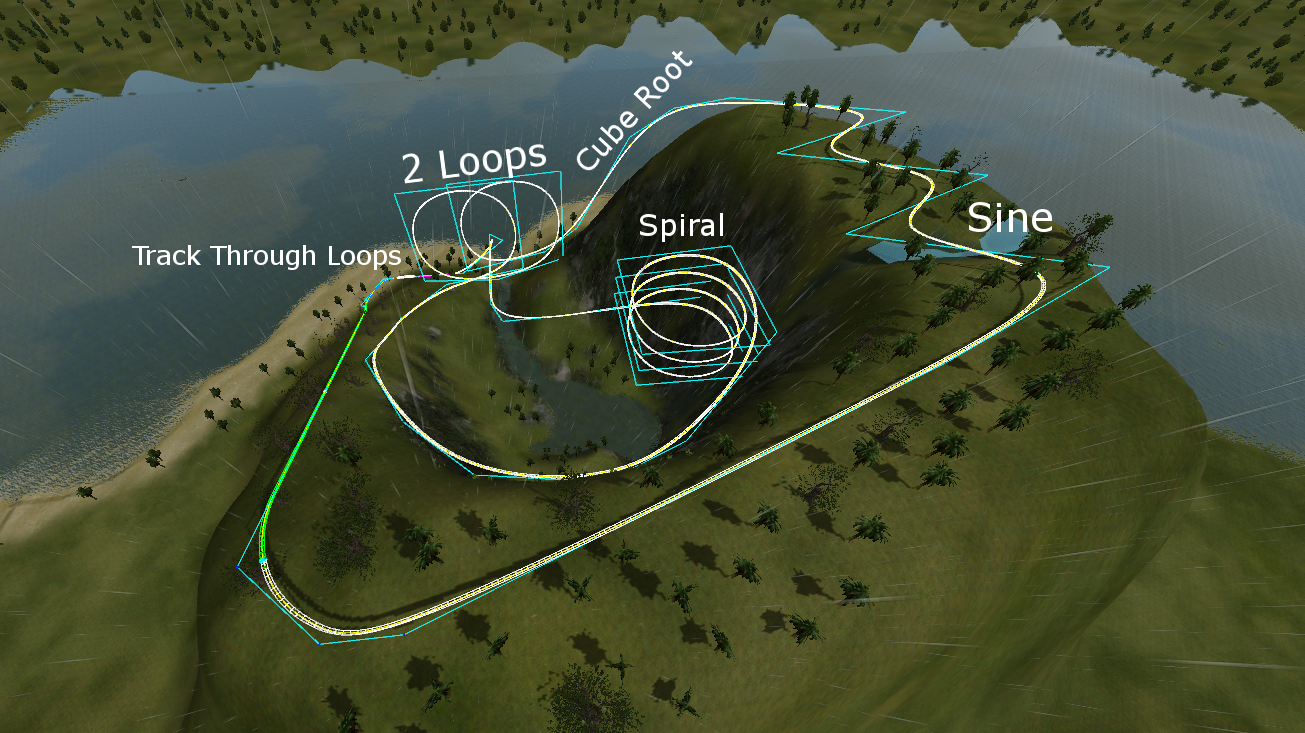 Cube Root
2 Loops
Spiral
Sine
Track Through Loops